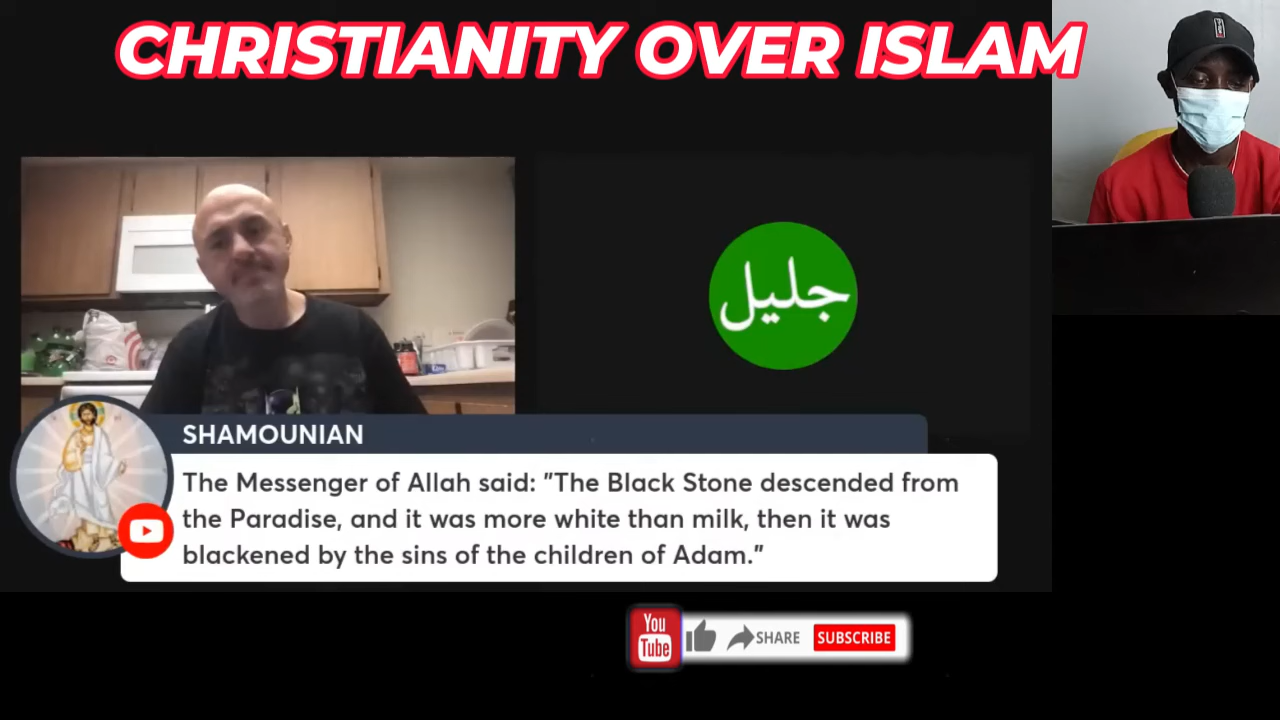 CHRISTIANITY OVER ISLAM
جليل
SHAMOUNIAN
The Messenger of Allah said: "The Black Stone descended from
the Paradise, and it was more white than milk, then it was
blackened by the sins of the children of Adam."
You
Tube
SHARE
SUBSCRIBE